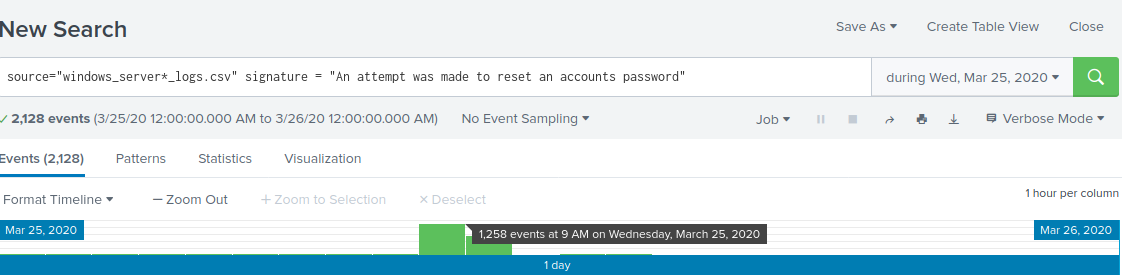 New Search
Save As ▾ Create Table View Close
source="windows_server*_logs.csv" signature = "An attempt was made to reset an accounts password"
during Wed, Mar 25, 2020 ▾
✓ 2,128 events (3/25/20 12:00:00.000 AM to 3/26/20 12:00:00.000 AM) No Event Sampling ▾
Job ▾ Verbose Mode ▾
Events (2,128) Patterns Statistics Visualization
Format Timeline ▾ — Zoom Out + Zoom to Selection × Deselect
1 hour per column
Mar 25, 2020
1,258 events at 9 AM on Wednesday, March 25, 2020
Mar 26, 2020
1 day